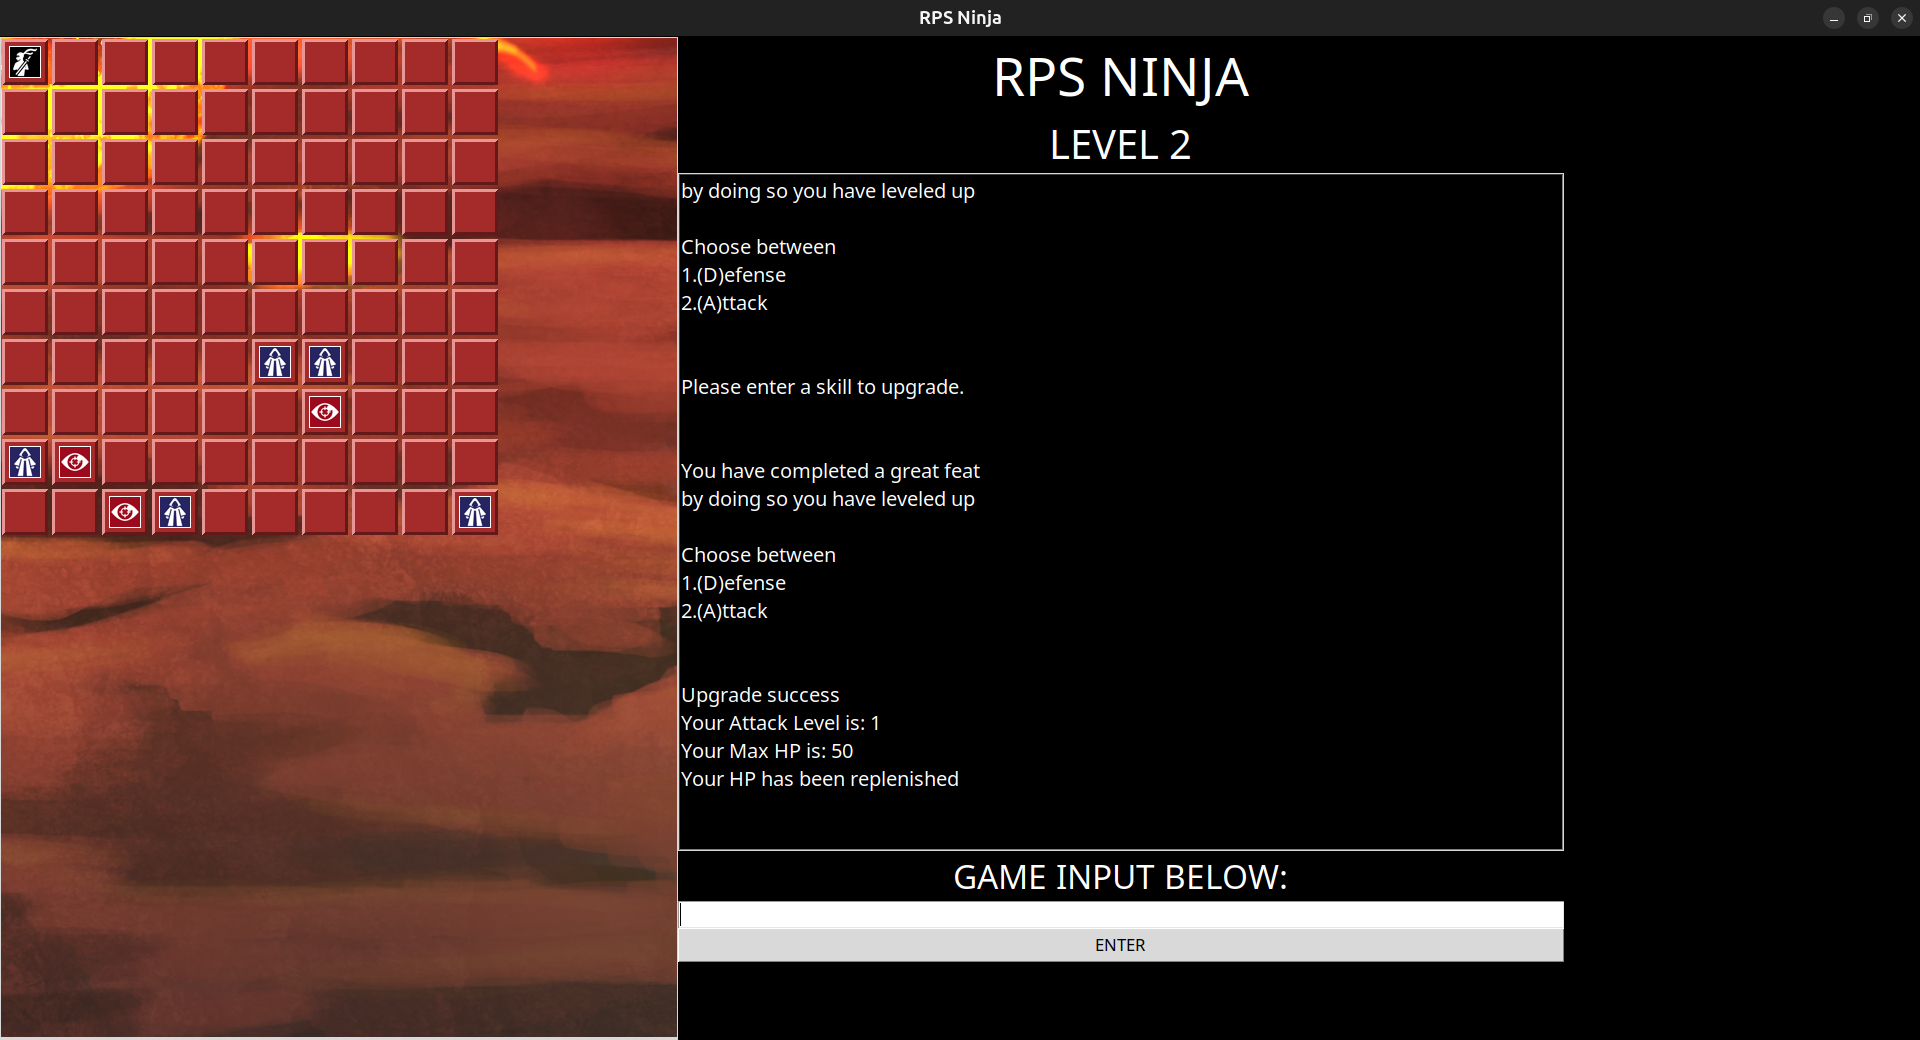 RPS Ninja
RPS NINJA
LEVEL 2
by doing so you have leveled up
Choose between
1.(D)efense
2.(A)ttack
Please enter a skill to upgrade.
You have completed a great feat
by doing so you have leveled up
Choose between
1.(D)efense
2.(A)ttack
Upgrade success
Your Attack Level is: 1
Your Max HP is: 50
Your HP has been replenished
GAME INPUT BELOW:
ENTER